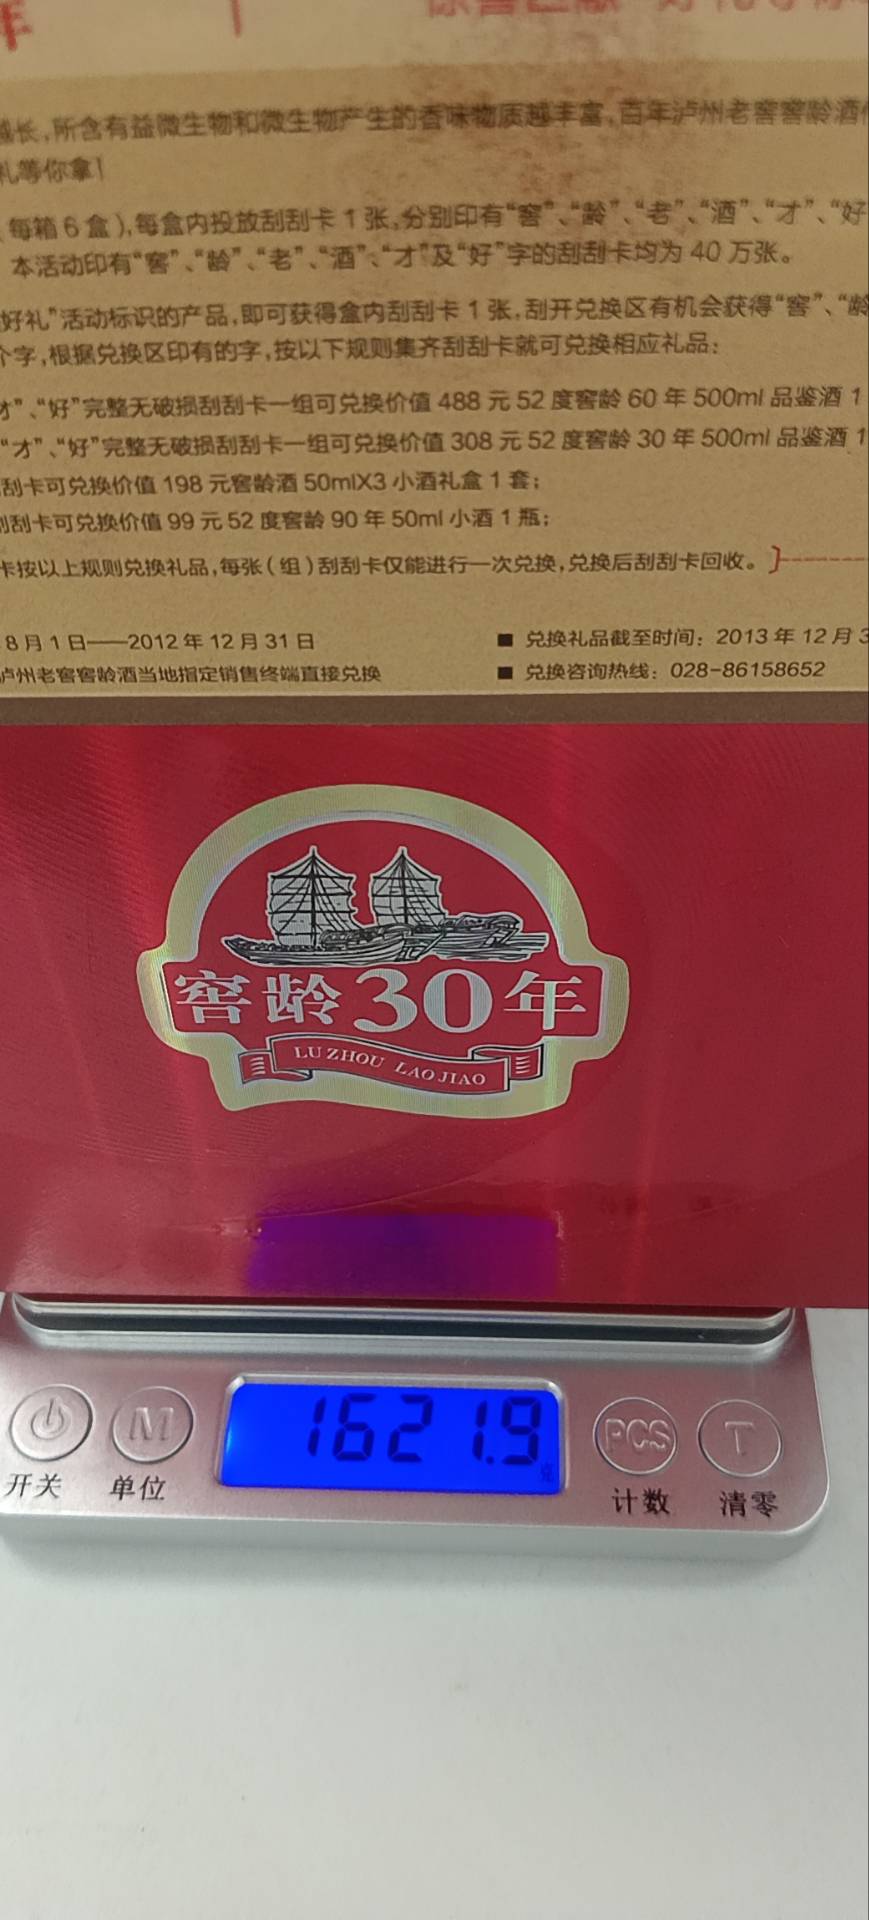 年
越长,所含有益微生物和微生物产生的香味物质越丰富,百年泸州老窖窖龄酒
礼等你拿!
每箱6盒),每盒内投放刮刮卡1张,分别印有“窖”、“龄”、“老”、“酒”、“才”、“好
本活动印有“窖”、“龄”、“老”、“酒”、“才”及“好”字的刮刮卡均为40万张。
好礼”活动标识的产品,即可获得盒内刮刮卡1张,刮开兑换区有机会获得“窖”、“龄
个字,根据兑换区印有的字,按以下规则集齐刮刮卡就可兑换相应礼品:
才”、“好”完整无破损刮刮卡一组可兑换价值488元52度窖龄60年500ml品鉴酒1
“才”、“好”完整无破损刮刮卡一组可兑换价值308元52度窖龄30年500ml品鉴酒1
刮卡可兑换价值198元窖龄酒50mlX3小酒礼盒1套;
刮刮卡可兑换价值99元52度窖龄90年50ml小酒1瓶;
卡按以上规则兑换礼品,每张(组)刮刮卡仅能进行一次兑换,兑换后刮刮卡回收。
8月1日——2012年12月31日
■ 兑换礼品截至时间:2013年12月3
泸州老窖窖龄酒当地指定销售终端直接兑换
■ 兑换咨询热线:028-86158652
窖龄30年
LU ZHOU LAO JIAO
1621.9
克
M
PCS
T
开关
单位
计数
清零